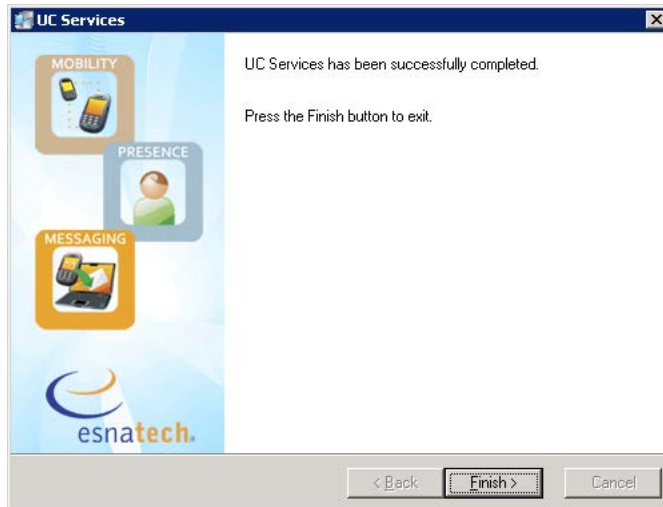 UC Services
MOBILITY
PRESENCE
MESSAGING
esnatech.
UC Services has been successfully completed.
Press the Finish button to exit.
< Back
Finish >
Cancel